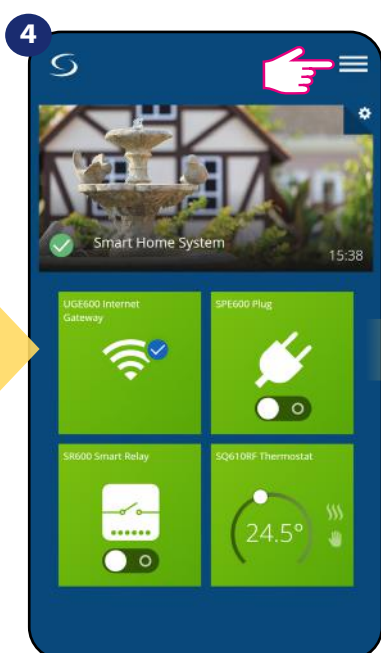 4
Smart Home System
15:38
UGE600 Internet
Gateway
SPE600 Plug
SR600 Smart Relay
SQ610RF Thermostat
24.5°